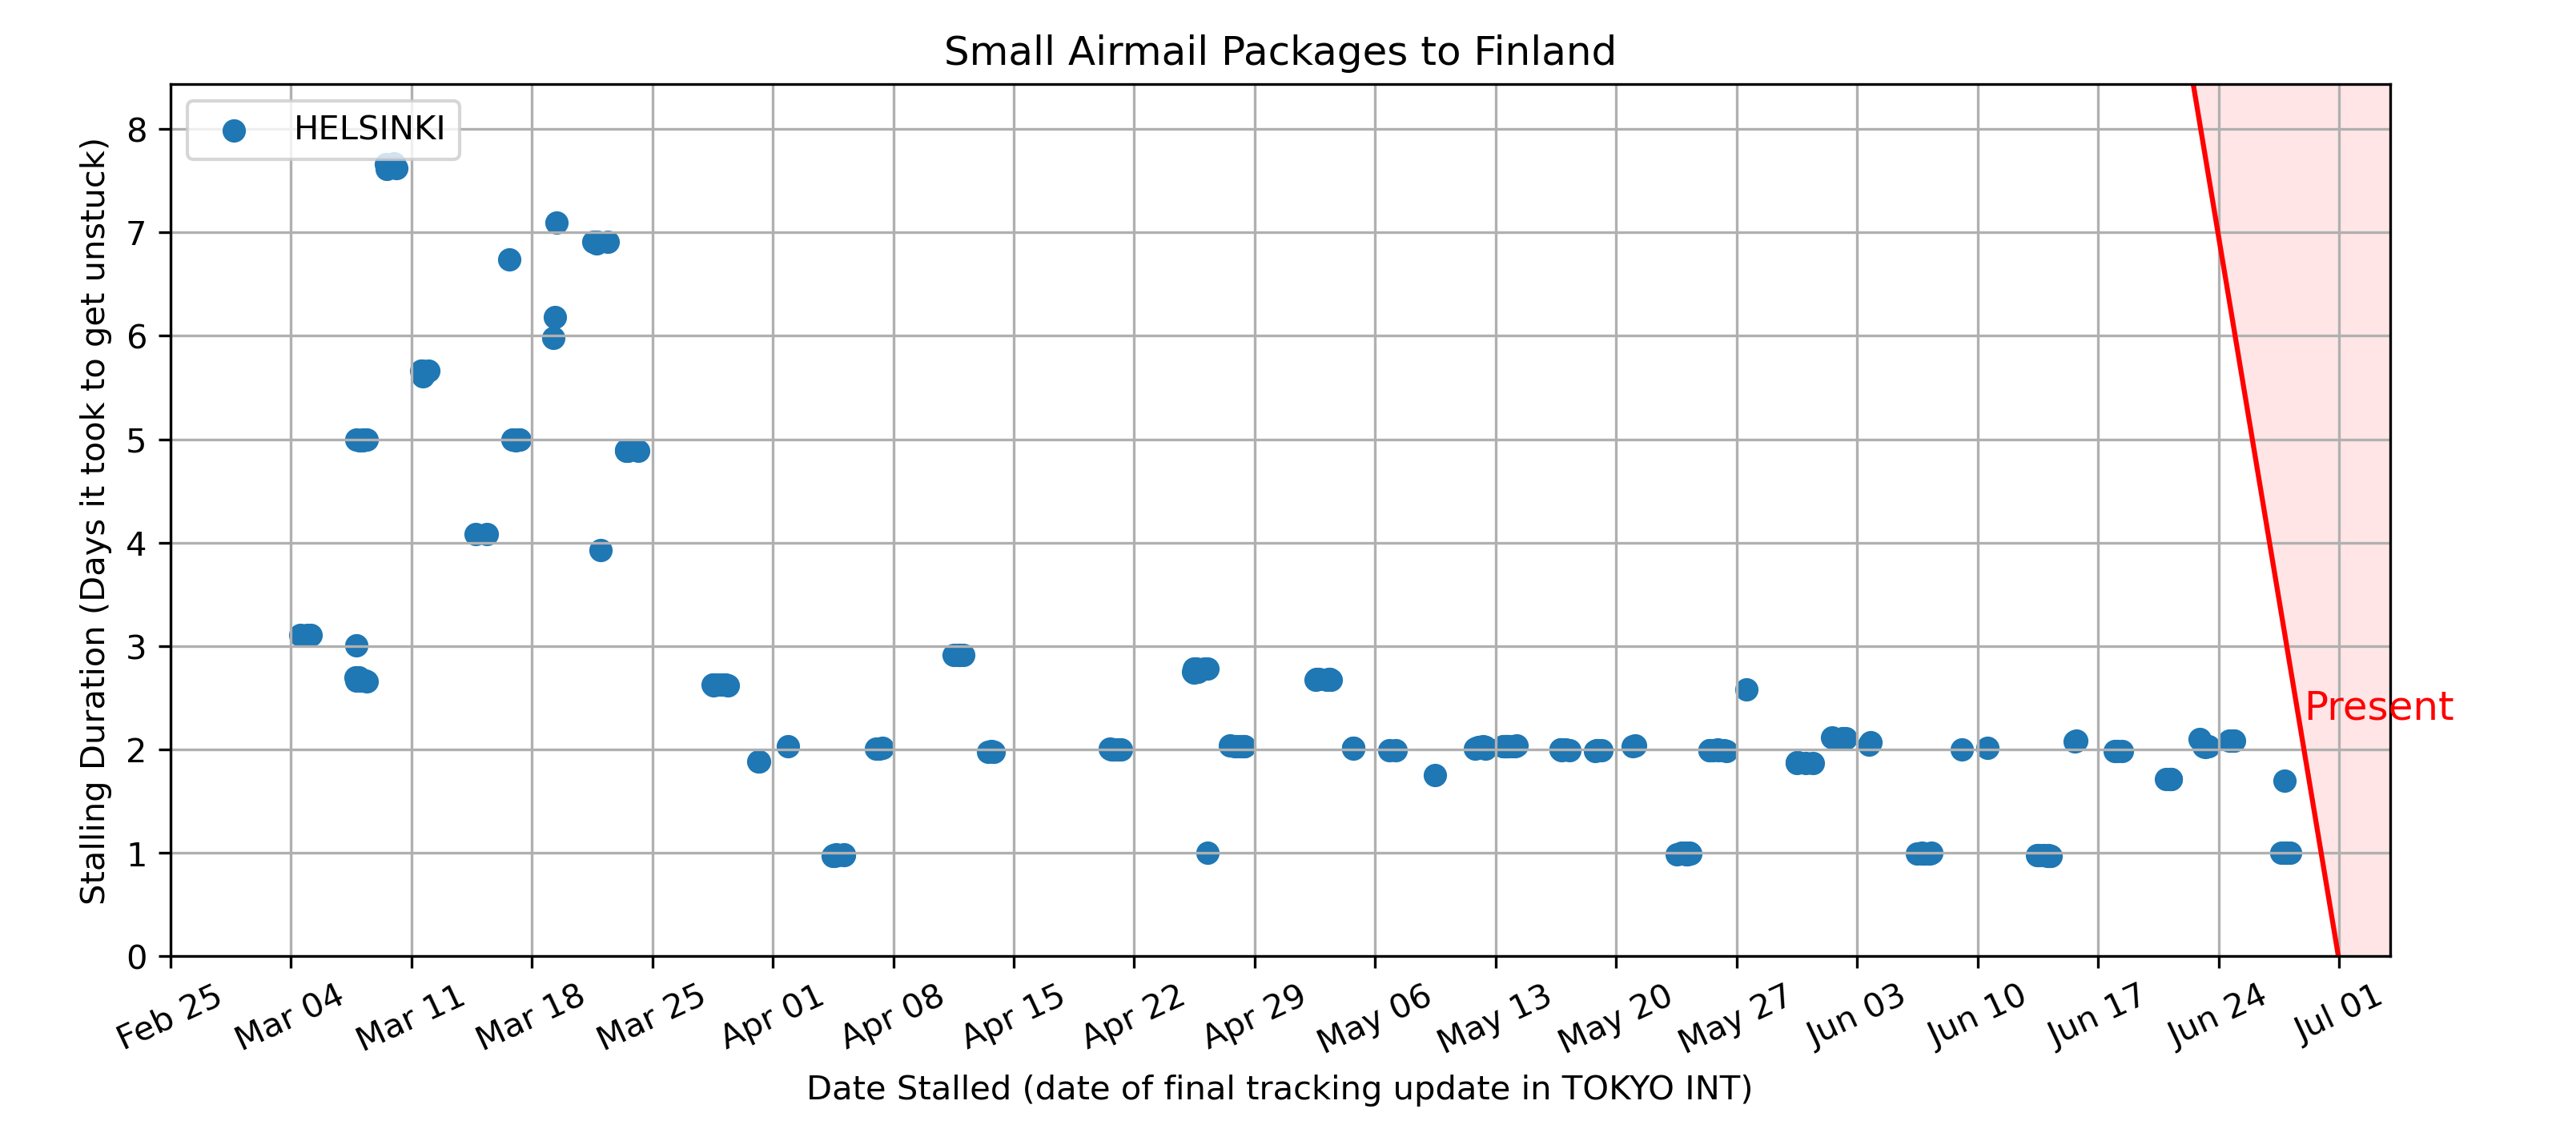 Small Airmail Packages to Finland
HELSINKI
Stalling Duration (Days it took to get unstuck)
8
7
6
5
4
3
2
1
0
Present
Feb 25
Mar 04
Mar 11
Mar 18
Mar 25
Apr 01
Apr 08
Apr 15
Apr 22
Apr 29
May 06
May 13
May 20
May 27
Jun 03
Jun 10
Jun 17
Jun 24
Jul 01
Date Stalled (date of final tracking update in TOKYO INT)